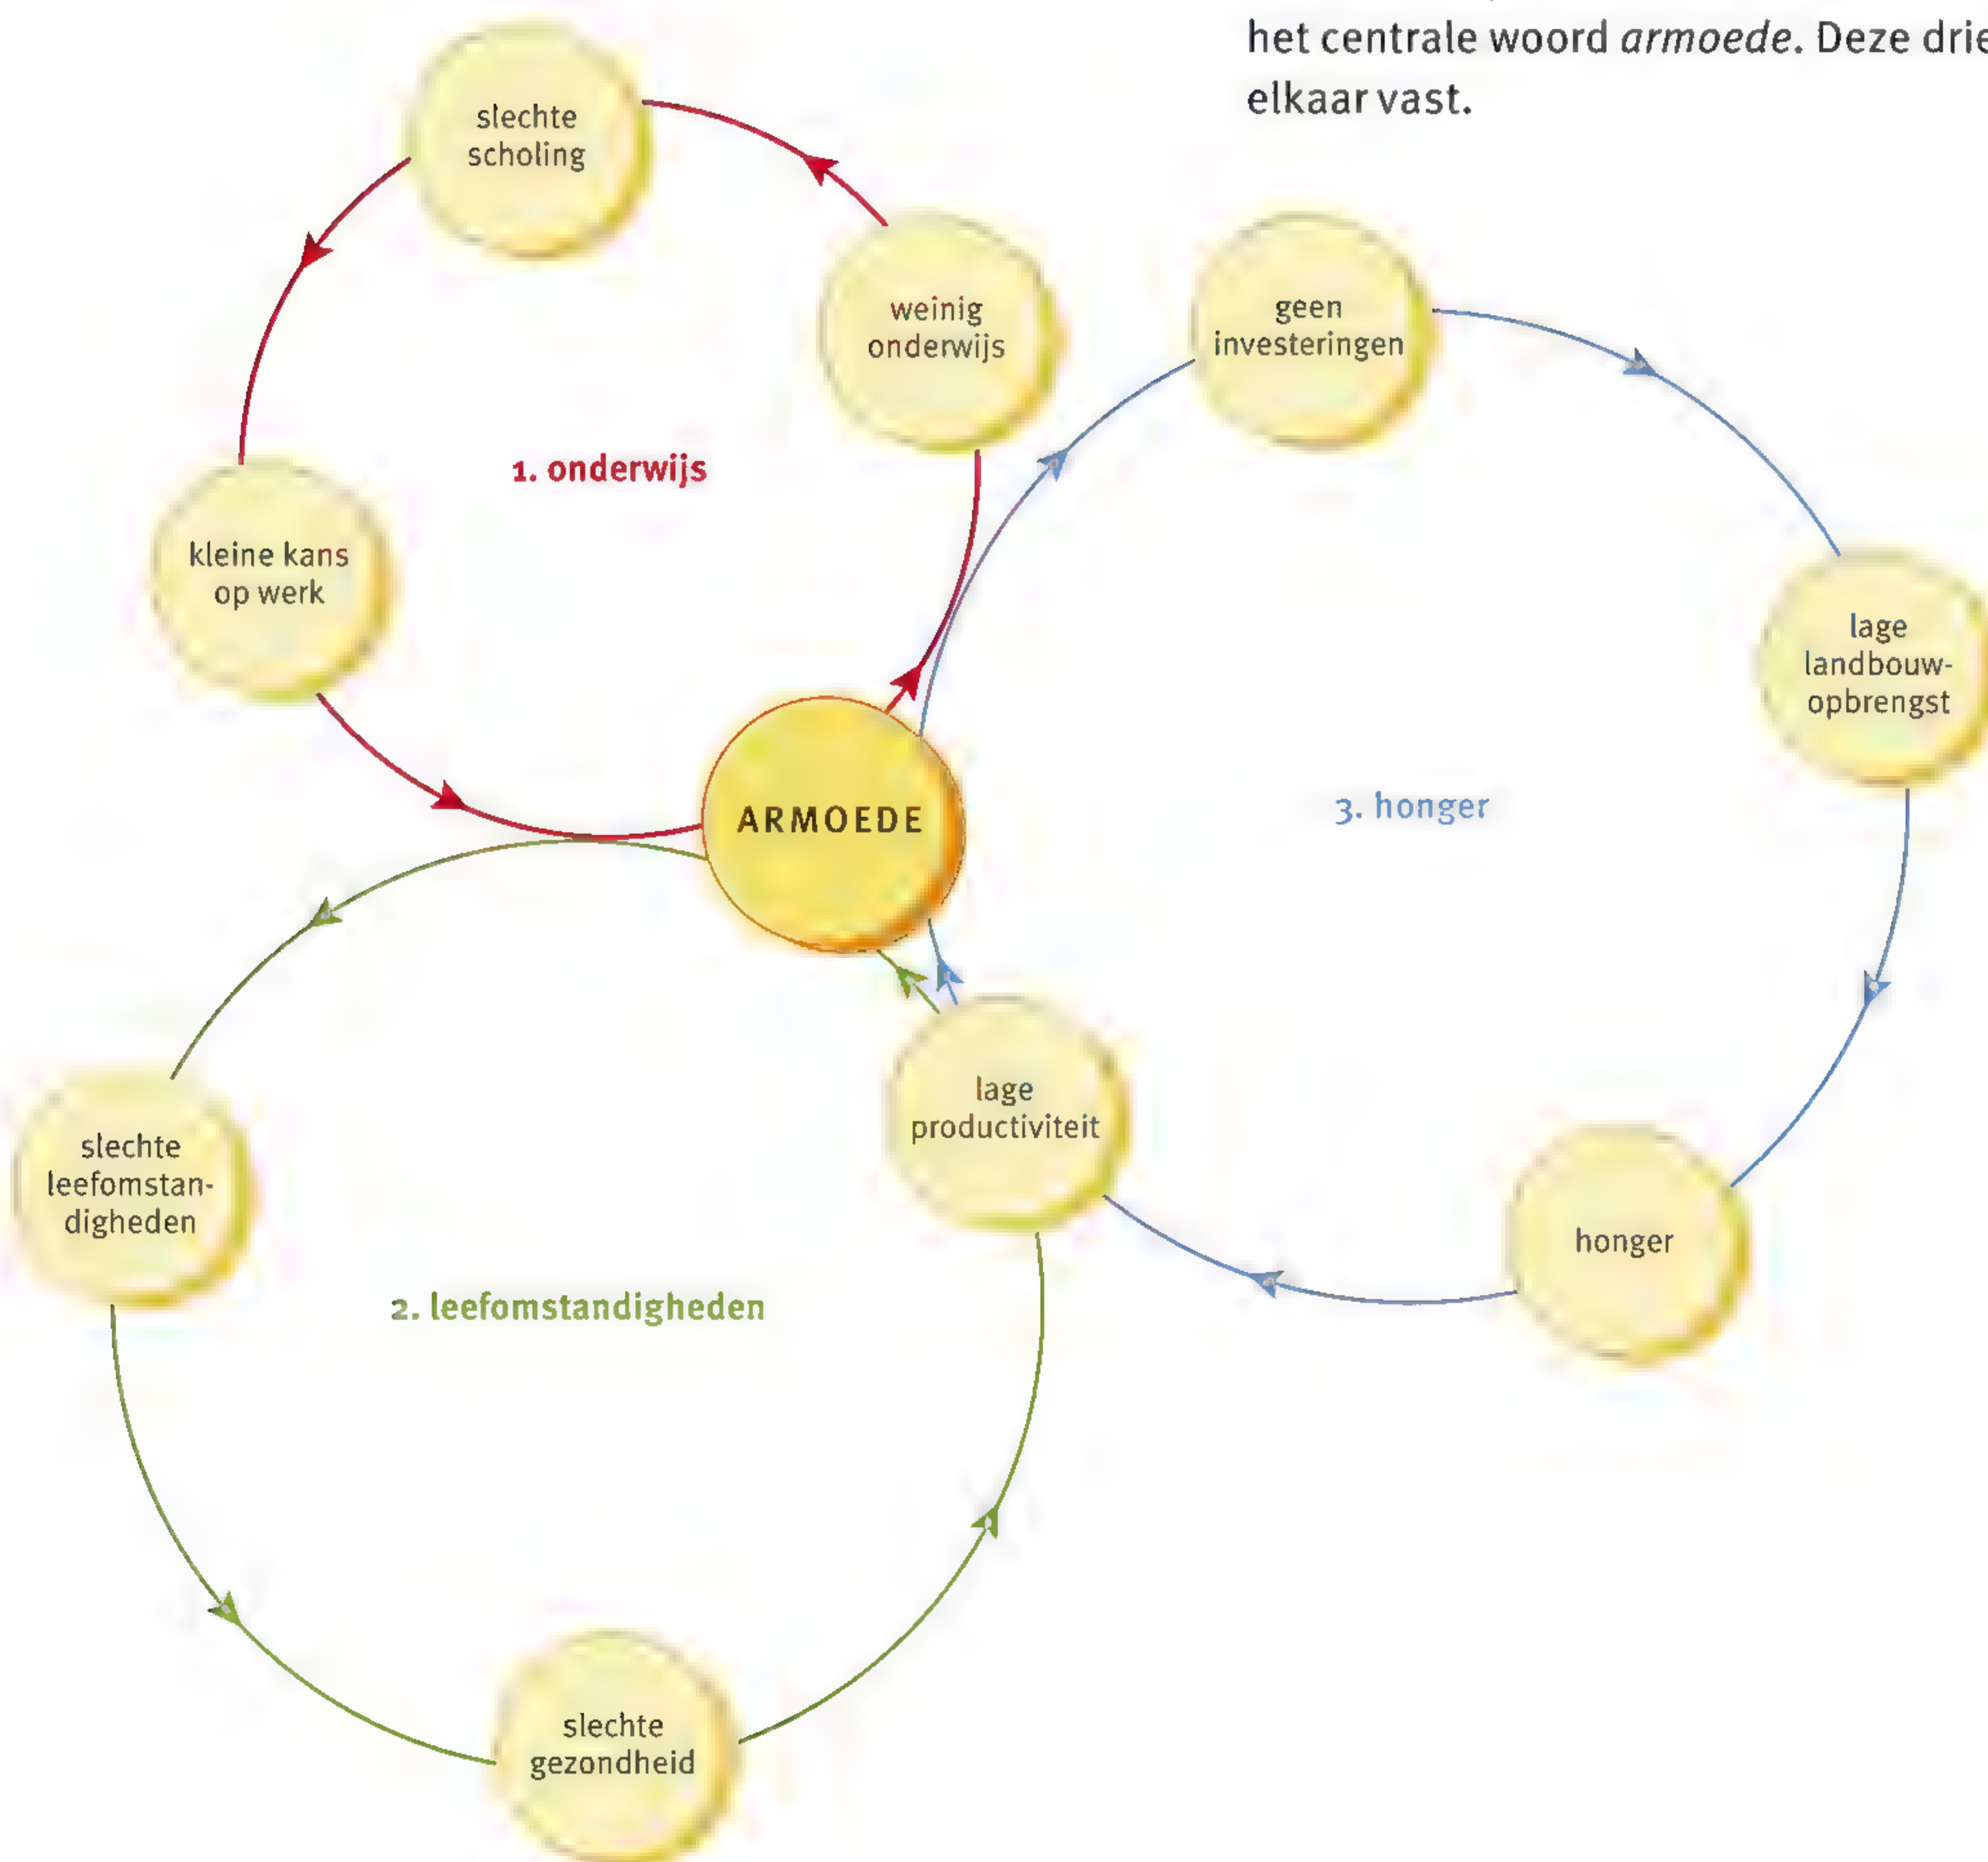 het centrale woord armoede. Deze drie
elkaar vast.
slechte
scholing
weinig
onderwijs
geen
investeringen
1. onderwijs
kleine kans
op werk
lage
landbouw-
opbrengst
ARMOEDE
3. honger
lage
productiviteit
slechte
leefomstan-
digheden
honger
2. leefomstandigheden
slechte
gezondheid